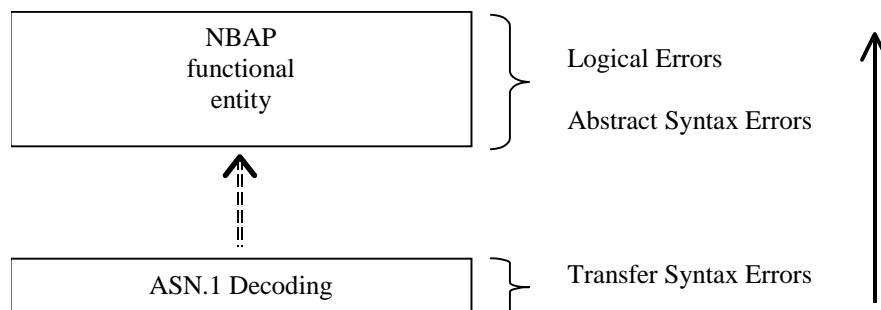 NBAP
functional
entity
Logical Errors
Abstract Syntax Errors
ASN.1 Decoding
Transfer Syntax Errors